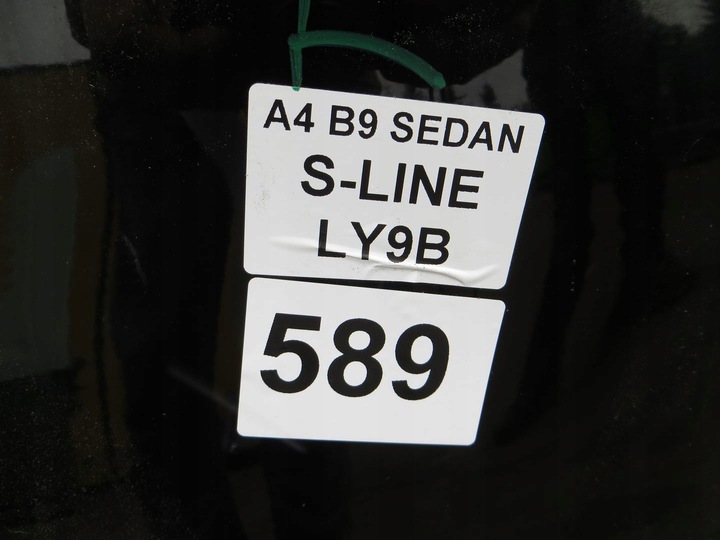 A4 B9 SEDAN
S-LINE
LY9B
589